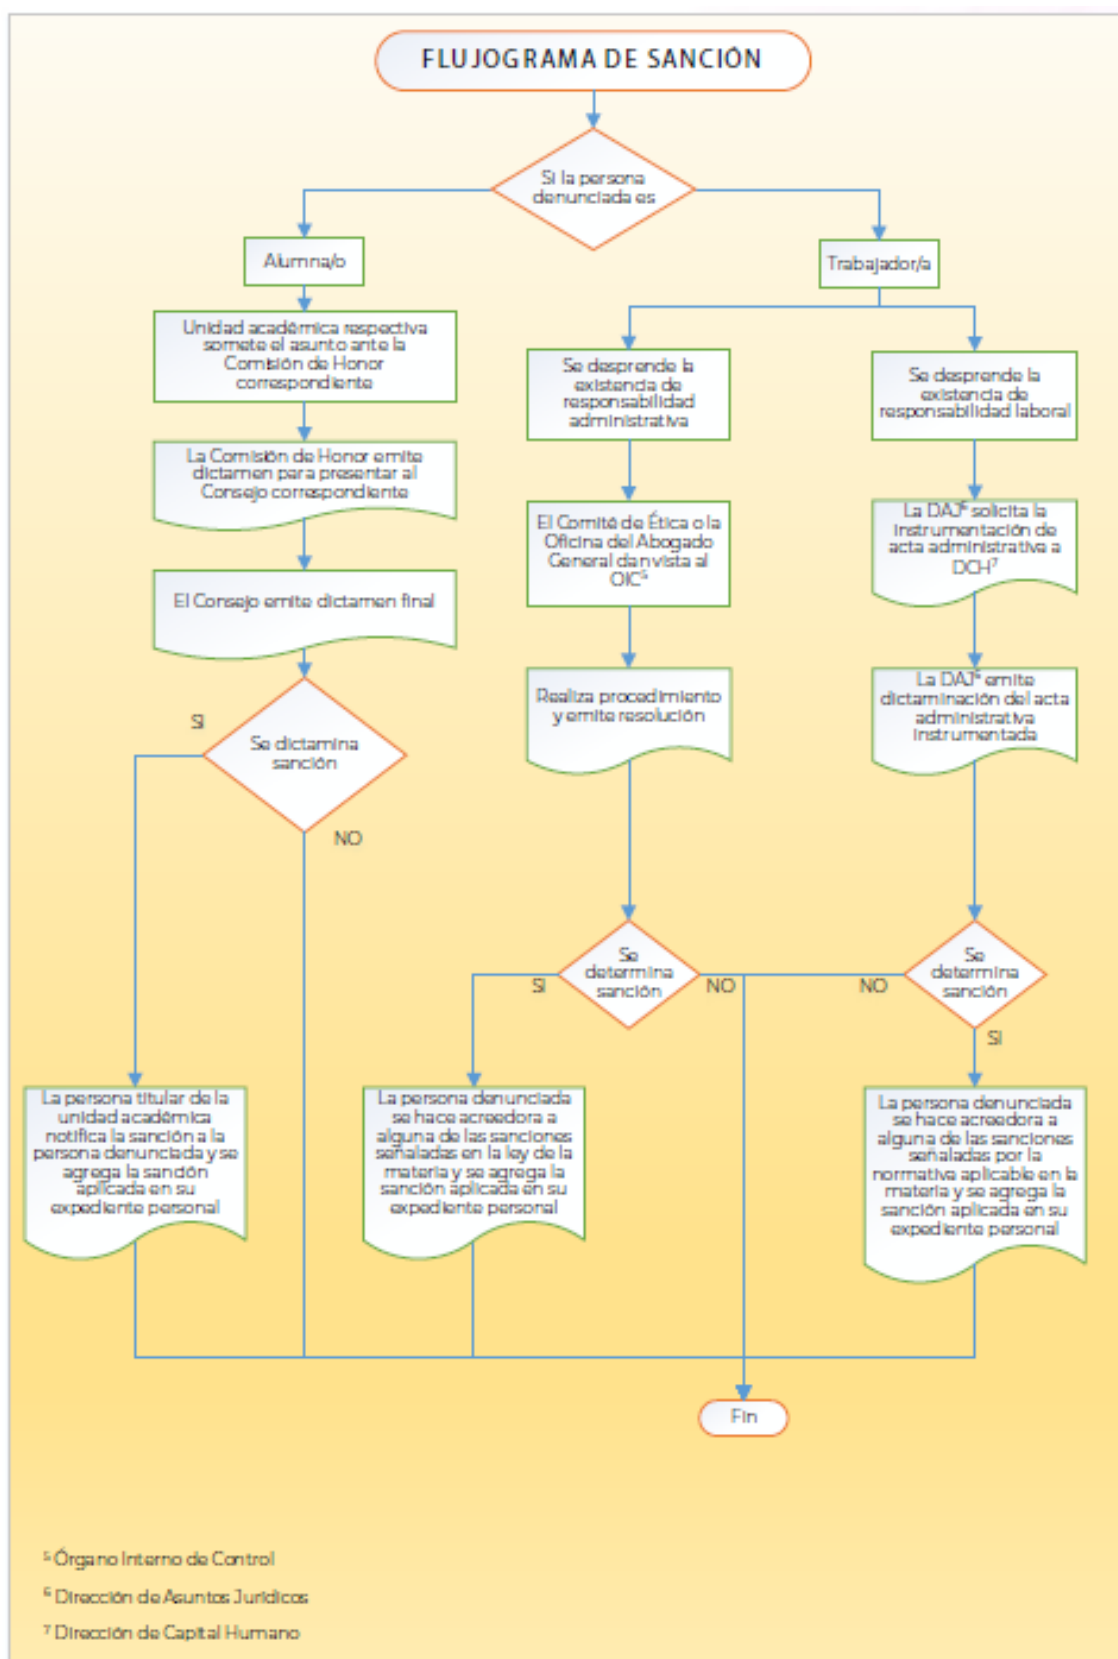 FLUJOGRAMA DE SANCIÓN
Si la persona
denunciada es
Alumna/o
Trabajador/a
Unidad académica respectiva
somete el asunto ante la
Comisión de Honor
correspondiente
Se desprende la
existencia de
responsabilidad
administrativa
Se desprende la
existencia de
responsabilidad laboral
La Comisión de Honor emite
dictamen para presentar al
Consejo correspondiente
El Comité de Ética o la
Oficina del Abogado
General dan vista al
OIC⁵
La DAJ⁶ solicita la
instrumentación de
acta administrativa a
DCH⁷
El Consejo emite dictamen final
Realiza procedimiento
y emite resolución
La DAJ⁶ emite
dictaminación del acta
administrativa
instrumentada
SI
Se dictamina
sanción
NO
Se
determina
sanción
SI
NO
Se
determina
sanción
NO
SI
La persona titular de la
unidad académica
notifica la sanción a la
persona denunciada y se
agrega la sanción
aplicada en su
expediente personal
La persona denunciada
se hace acreedora a
alguna de las sanciones
señaladas en la ley de la
materia y se agrega la
sanción aplicada en su
expediente personal
La persona denunciada
se hace acreedora a
alguna de las sanciones
señaladas por la
normativa aplicable en la
materia y se agrega la
sanción aplicada en su
expediente personal
Fin
⁵ Órgano Interno de Control
⁶ Dirección de Asuntos Jurídicos
⁷ Dirección de Capital Humano